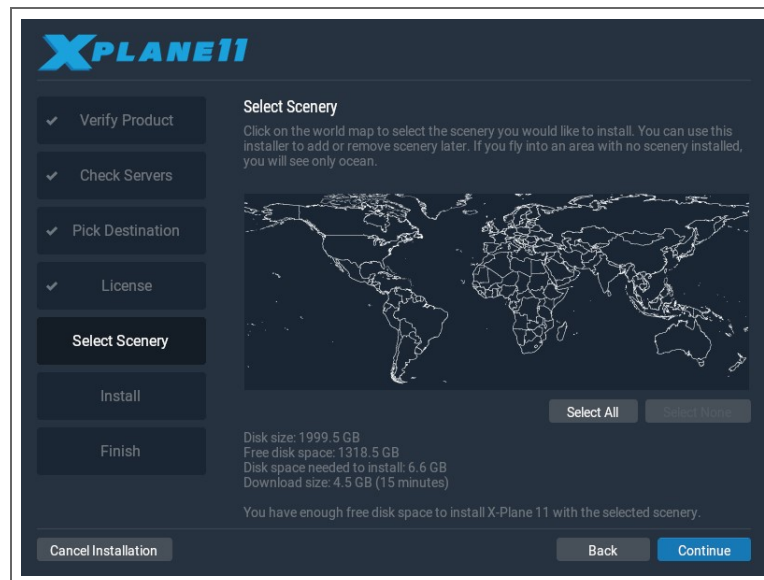 XPLANE11
Verify Product
Check Servers
Pick Destination
License
Select Scenery
Install
Finish
Select Scenery
Click on the world map to select the scenery you would like to install. You can use this
installer to add or remove scenery later. If you fly into an area with no scenery installed,
you will see only ocean.
Select All
Select None
Disk size: 1999.5 GB
Free disk space: 1318.5 GB
Disk space needed to install: 6.6 GB
Download size: 4.5 GB (15 minutes)
You have enough free disk space to install X-Plane 11 with the selected scenery.
Cancel Installation
Back
Continue